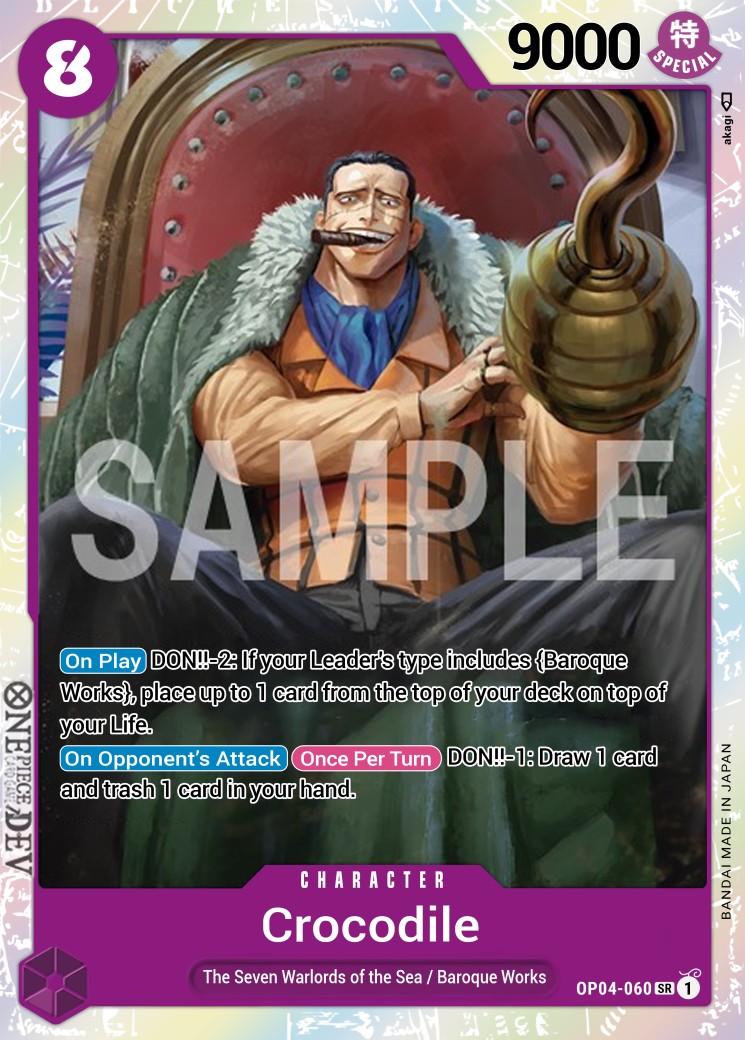 8
9000
特
SPECIAL
akagi
SAMPLE
On Play DON!!-2: If your Leader's type includes {Baroque
Works}, place up to 1 card from the top of your deck on top of
your Life.
On Opponent's Attack Once Per Turn DON!!-1: Draw 1 card
and trash 1 card in your hand.
ONE PIECE DEV
BANDAI MADE IN JAPAN
CHARACTER
Crocodile
The Seven Warlords of the Sea / Baroque Works
OP04-060 SR 1